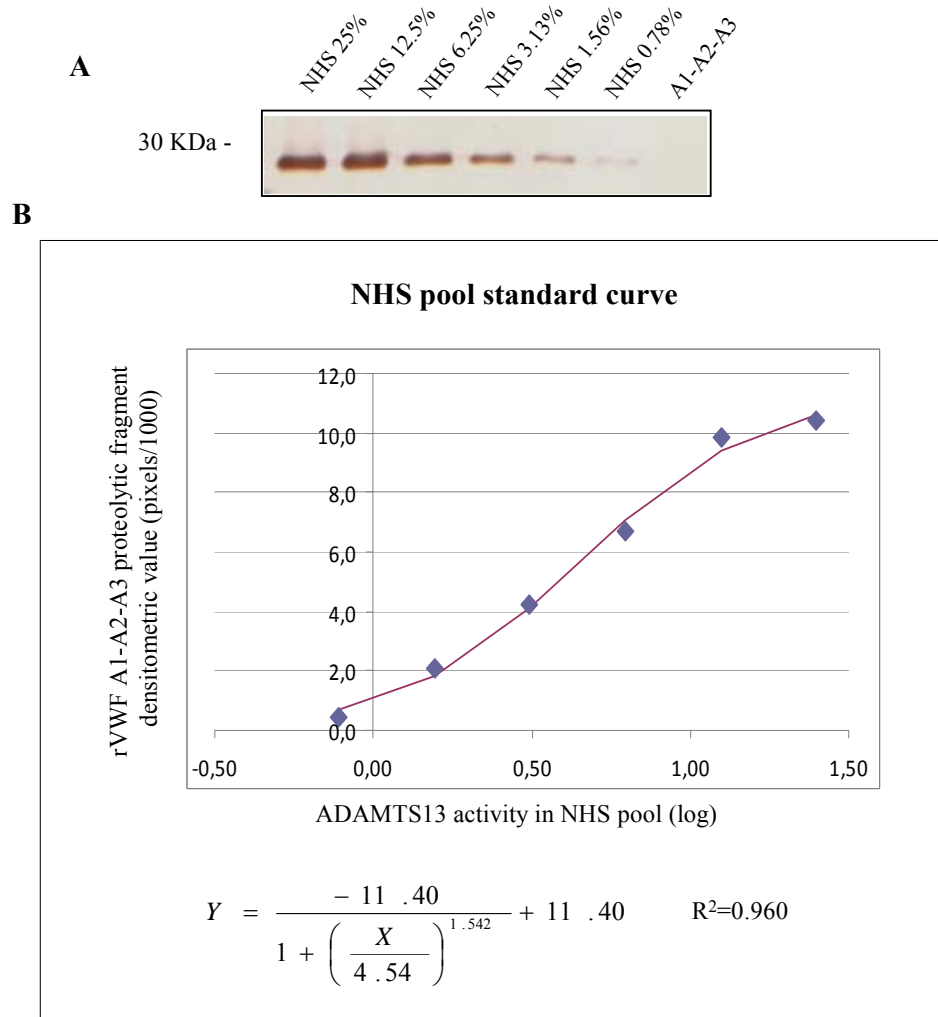 A
NHS 25%
NHS 12.5%
NHS 6.25%
NHS 3.13%
NHS 1.56%
NHS 0.78%
A1-A2-A3
30 KDa -
B
NHS pool standard curve
rVWF A1-A2-A3 proteolytic fragment
densitometric value (pixels/1000)
12,0
10,0
8,0
6,0
4,0
2,0
0,0
-0,50
0,00
0,50
1,00
1,50
ADAMTS13 activity in NHS pool (log)
Y = − 11 .40 / (1 + (X / 4 .54)^1 .542) + 11 .40
R²=0.960